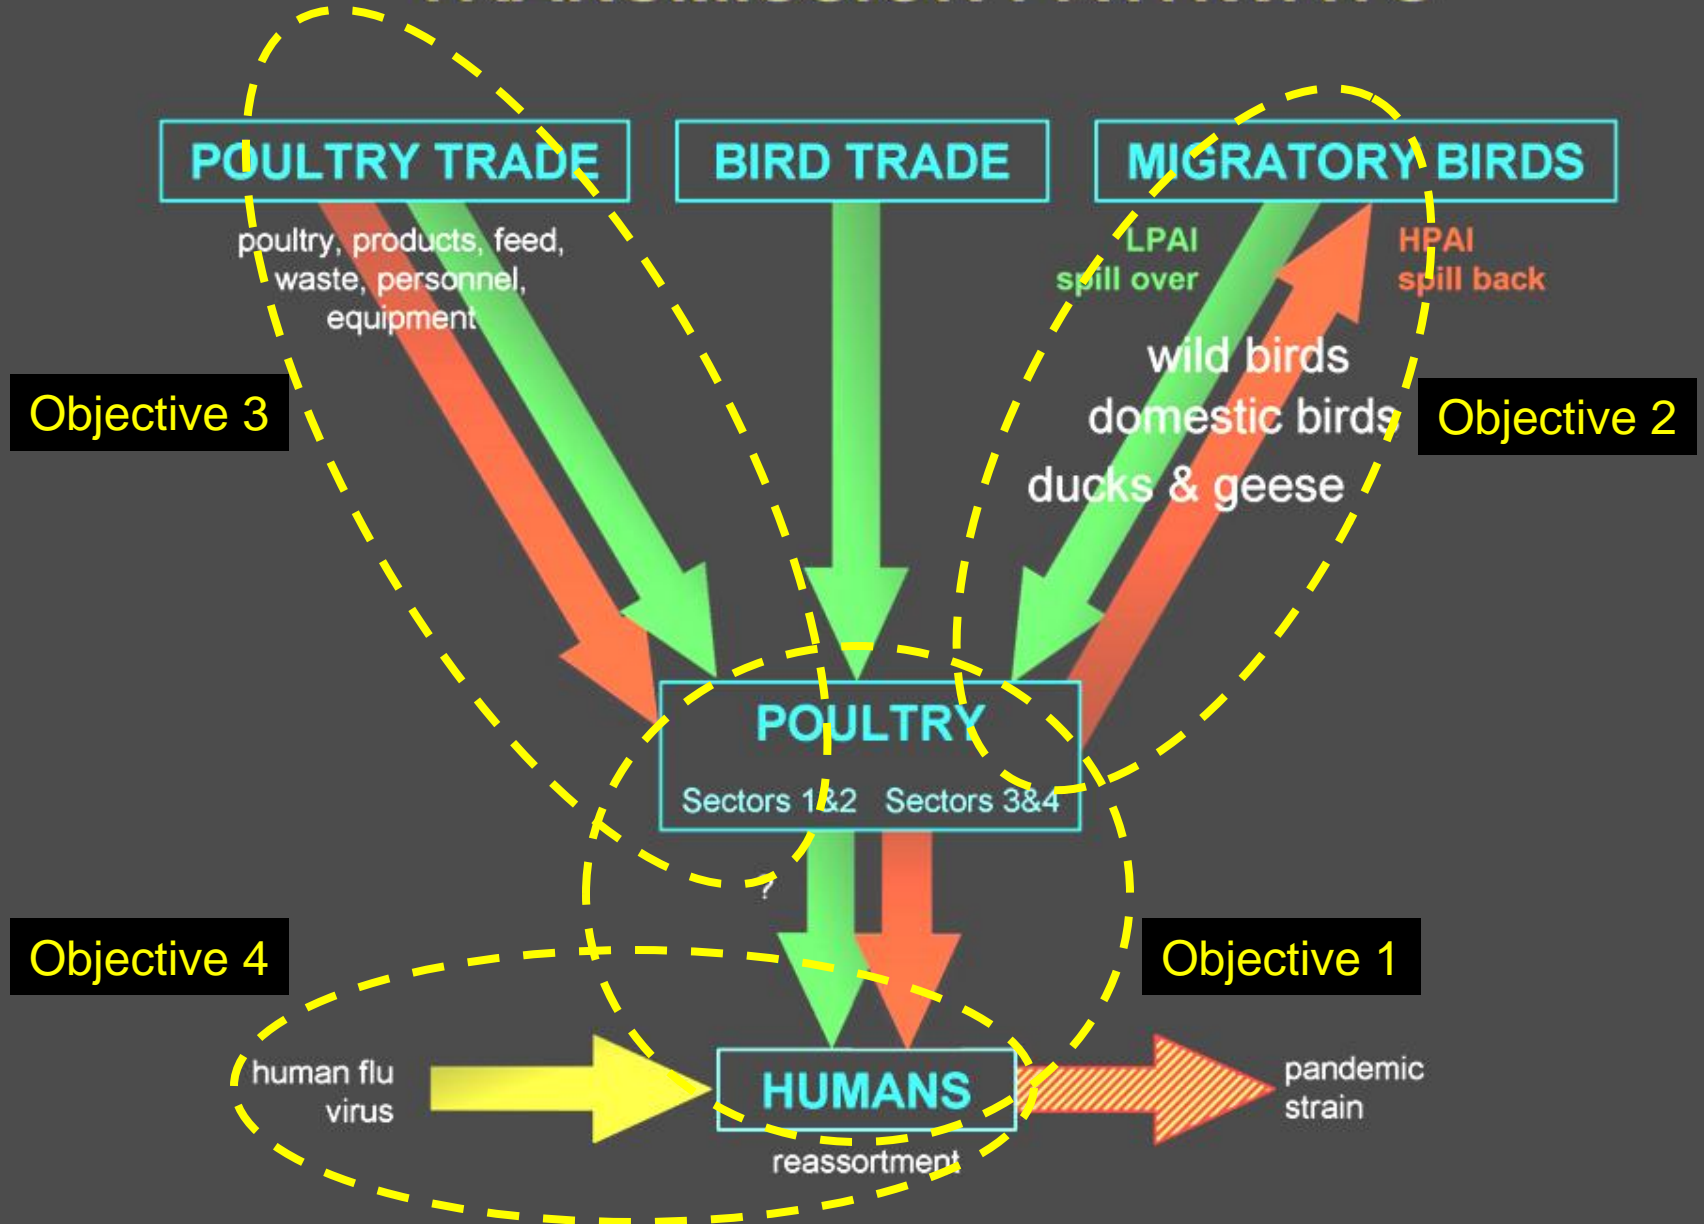 POULTRY TRADE
BIRD TRADE
MIGRATORY BIRDS
poultry, products, feed,
waste, personnel,
equipment
LPAI
spill over
HPAI
spill back
wild birds
domestic birds
ducks & geese
Objective 3
Objective 2
POULTRY
Sectors 1&2 Sectors 3&4
?
Objective 4
Objective 1
human flu
virus
HUMANS
reassortment
pandemic
strain